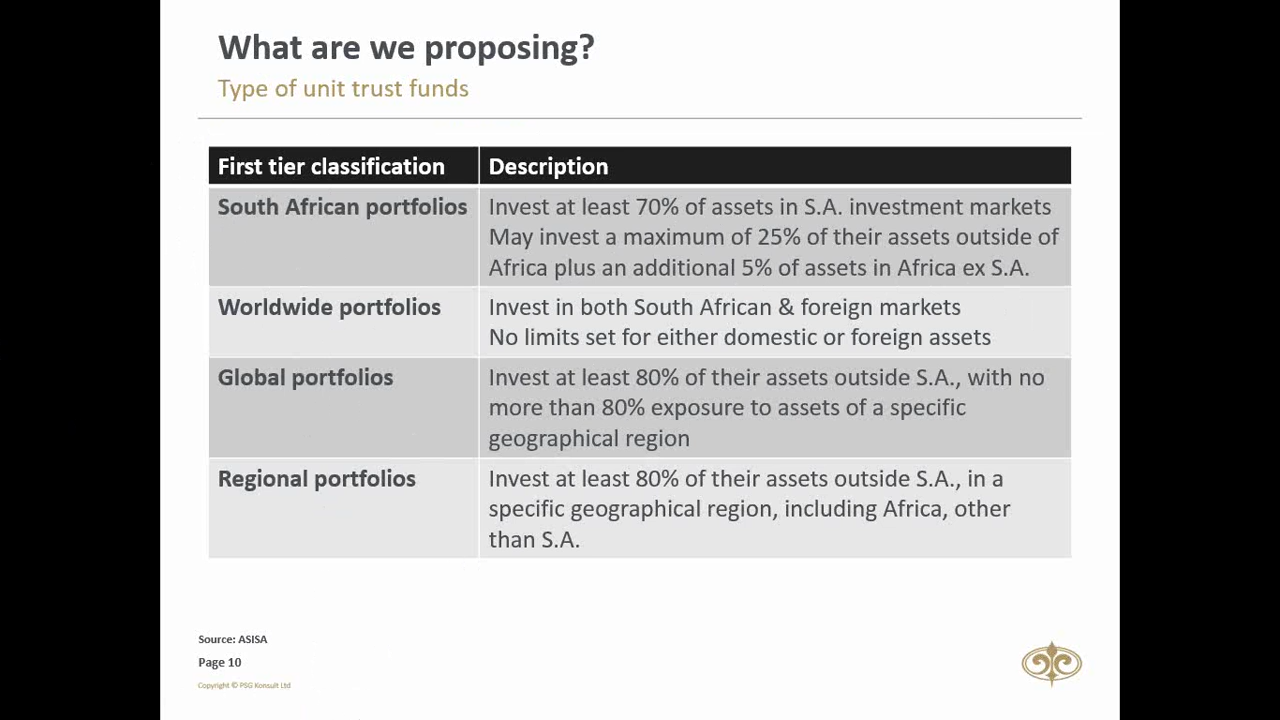 What are we proposing?
Type of unit trust funds
First tier classification
Description
South African portfolios
Invest at least 70% of assets in S.A. investment markets
May invest a maximum of 25% of their assets outside of
Africa plus an additional 5% of assets in Africa ex S.A.
Worldwide portfolios
Invest in both South African & foreign markets
No limits set for either domestic or foreign assets
Global portfolios
Invest at least 80% of their assets outside S.A., with no
more than 80% exposure to assets of a specific
geographical region
Regional portfolios
Invest at least 80% of their assets outside S.A., in a
specific geographical region, including Africa, other
than S.A.
Source: ASISA
Page 10
Copyright © PSG Konsult Ltd